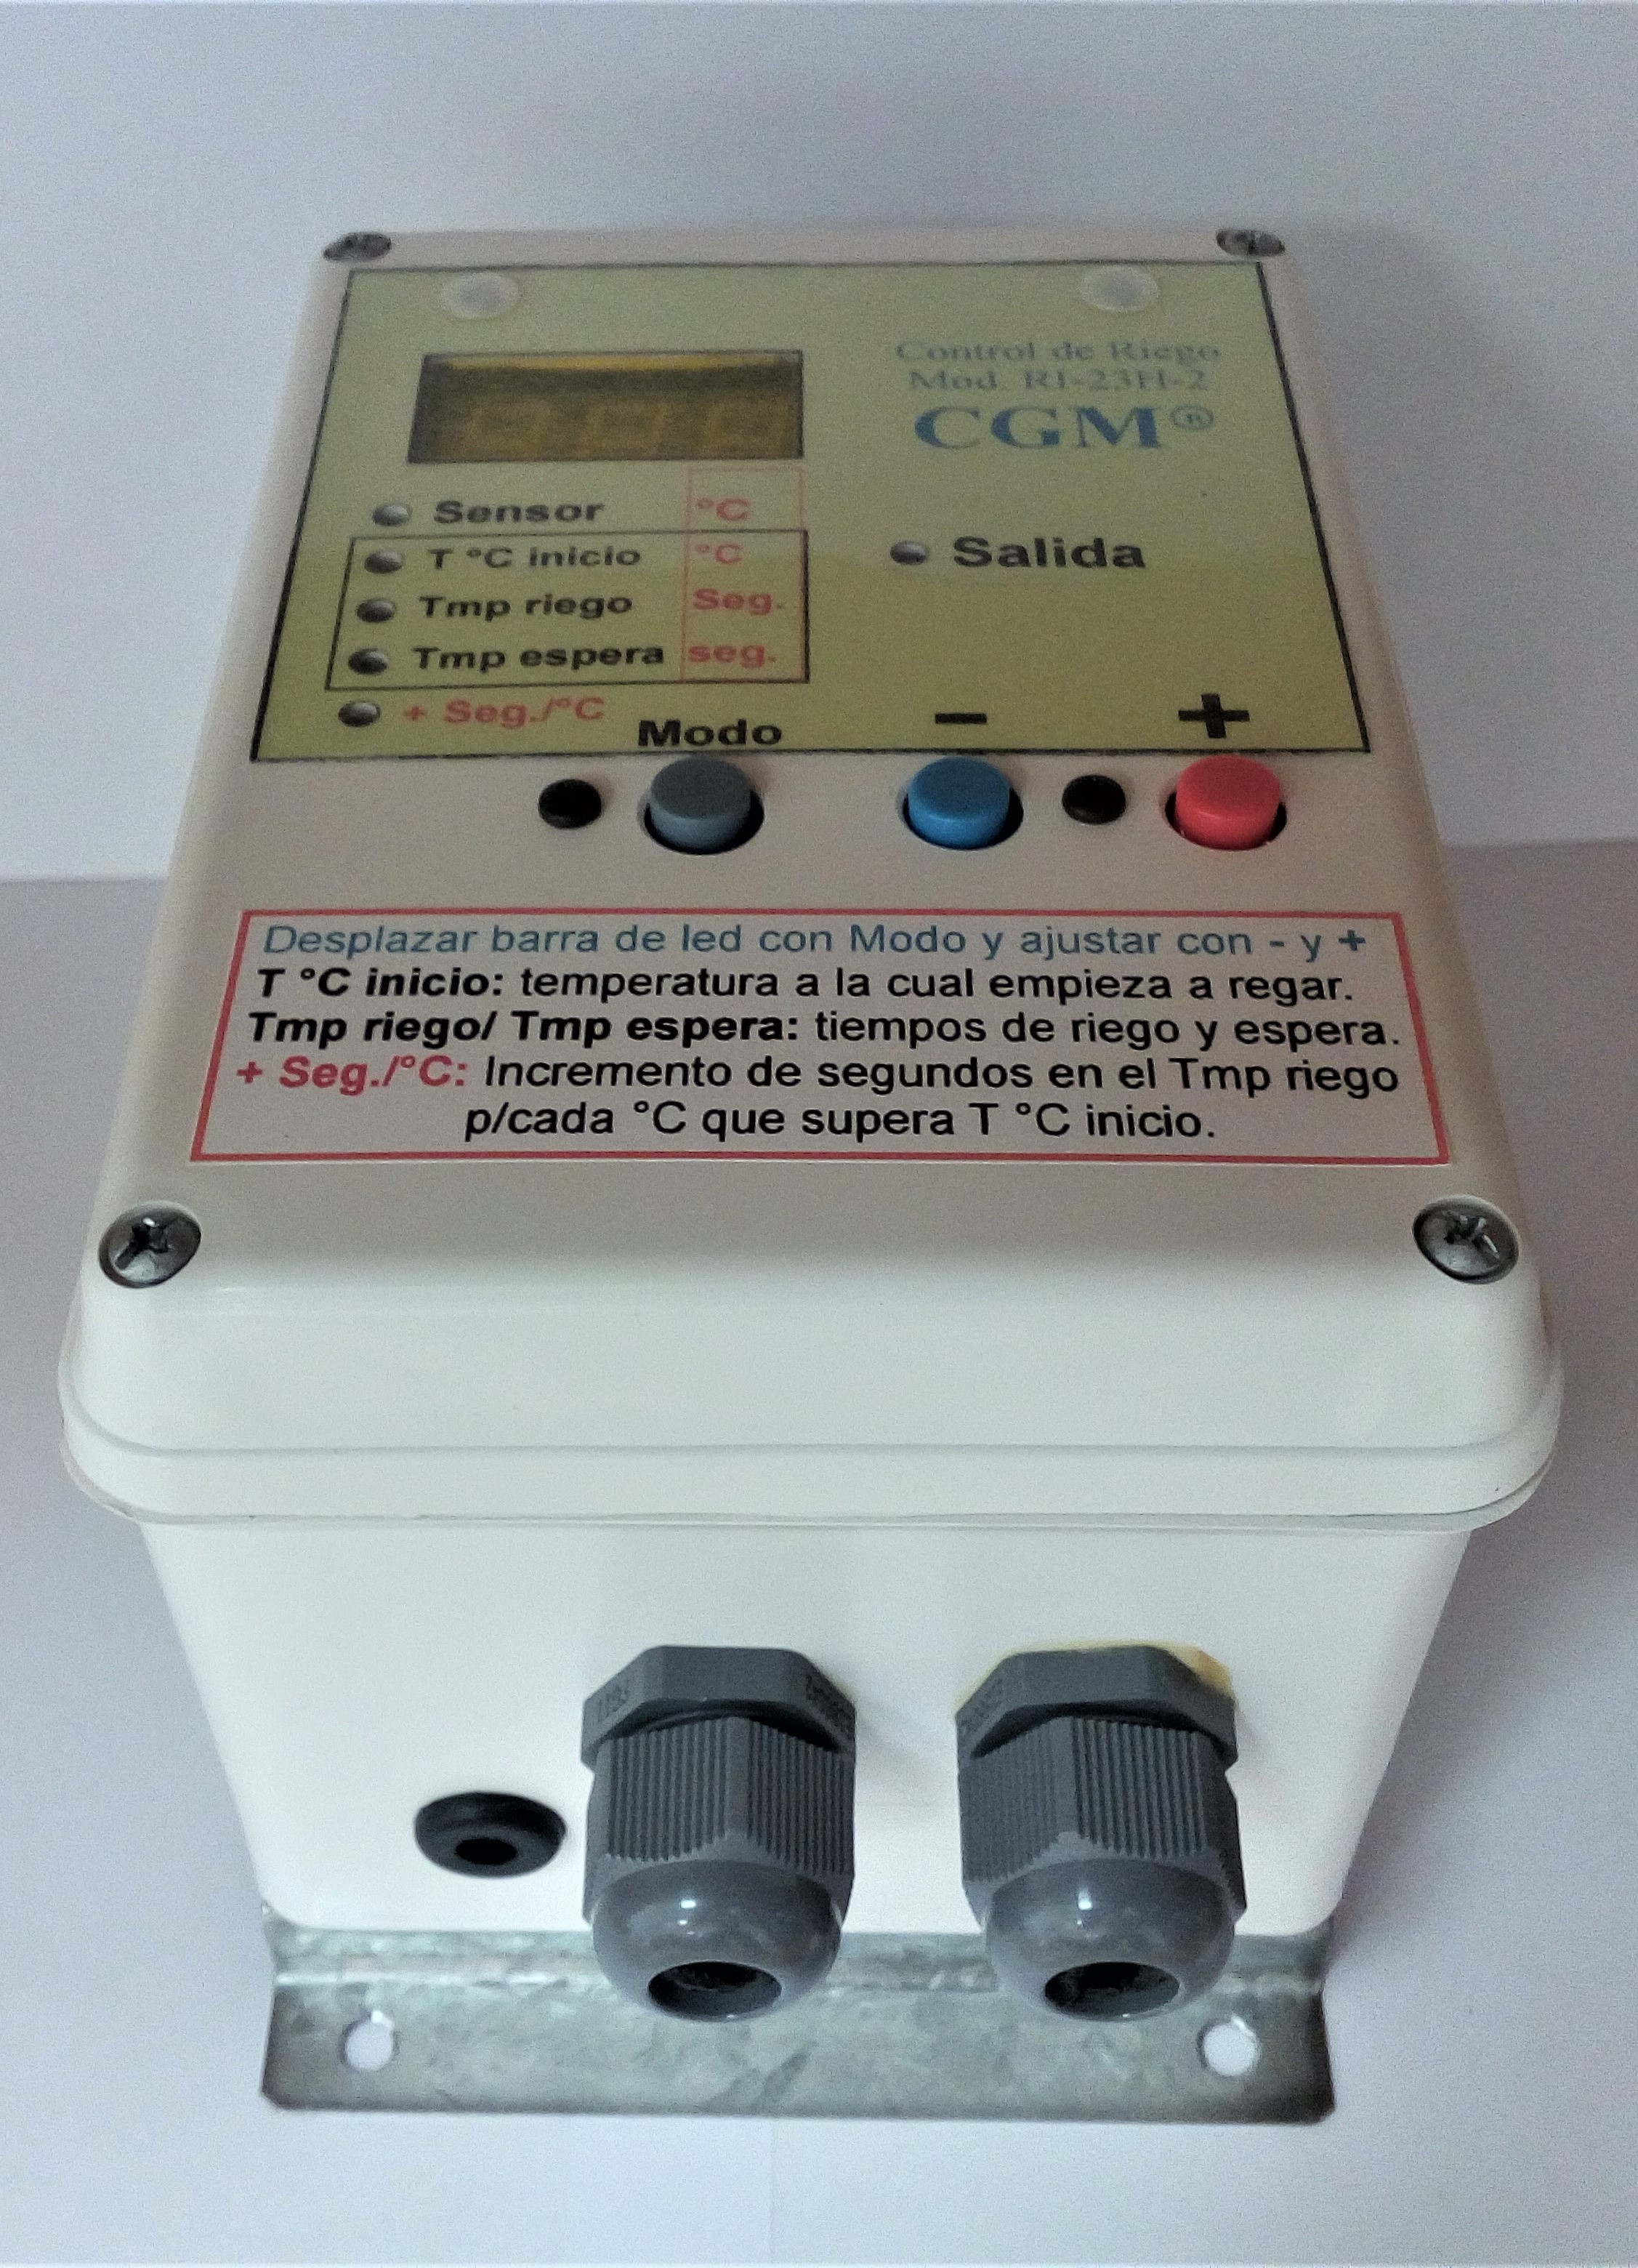 Control de Riego
Mod. RI-23H-2
CGM®
Sensor °C
T °C inicio °C
Tmp riego Seg.
Tmp espera seg.
+ Seg./°C
Salida
Modo - +
Desplazar barra de led con Modo y ajustar con - y +
T °C inicio: temperatura a la cual empieza a regar.
Tmp riego/ Tmp espera: tiempos de riego y espera.
+ Seg./°C: Incremento de segundos en el Tmp riego
p/cada °C que supera T °C inicio.